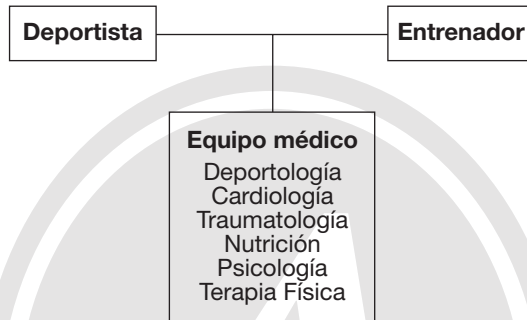 Deportista
Entrenador
Equipo médico
Deportología
Cardiología
Traumatología
Nutrición
Psicología
Terapia Física